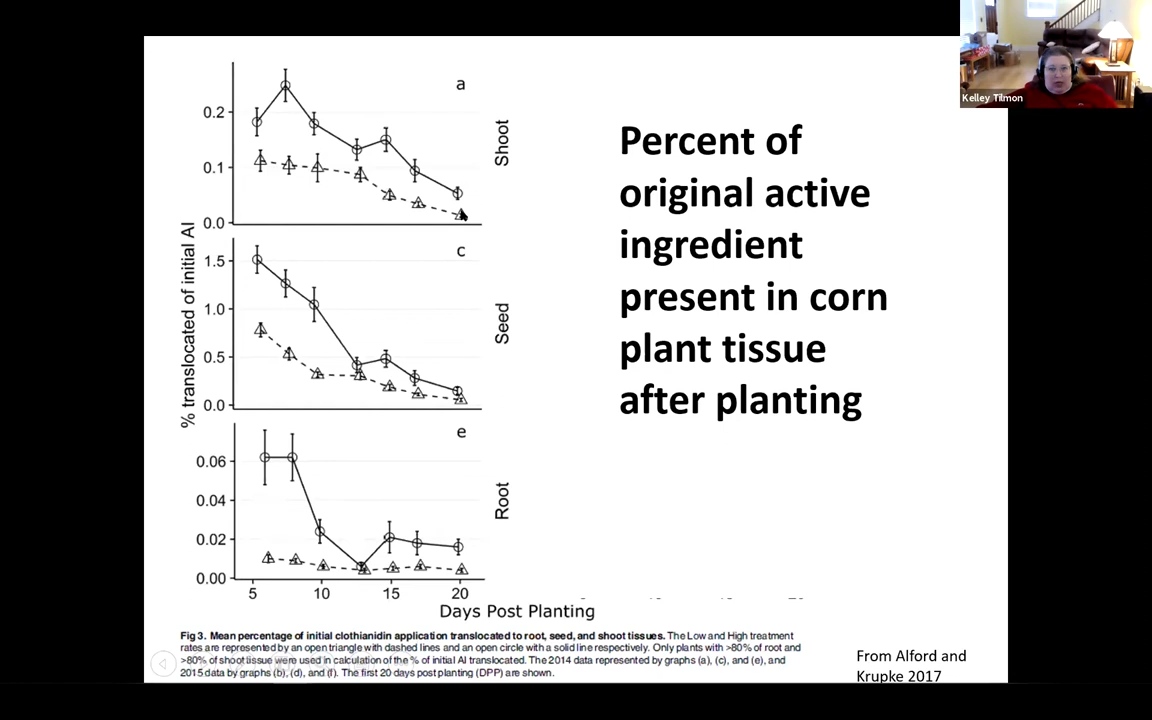 Kelley Tilmon
Percent of
original active
ingredient
present in corn
plant tissue
after planting
% translocated of initial AI
a
0.2
0.1
0.0
Shoot
c
1.5
1.0
0.5
0.0
Seed
e
0.06
0.04
0.02
0.00
Root
5 10 15 20
Days Post Planting
Fig 3. Mean percentage of initial clothianidin application translocated to root, seed, and shoot tissues. The Low and High treatment
rates are represented by an open triangle with dashed lines and an open circle with a solid line respectively. Only plants with >80% of root and
>80% of shoot tissue were used in calculation of the % of initial AI translocated. The 2014 data represented by graphs (a), (c), and (e), and
2015 data by graphs (b), (d), and (f). The first 20 days post planting (DPP) are shown.
From Alford and
Krupke 2017